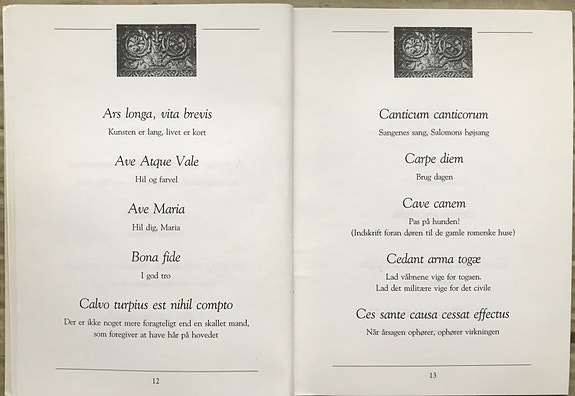 Ars longa, vita brevis
Kunsten er lang, livet er kort
Ave Atque Vale
Hil og farvel
Ave Maria
Hil dig, Maria
Bona fide
I god tro
Calvo turpius est nihil compto
Der er ikke noget mere foragteligt end en skallet mand,
som foregiver at have hår på hovedet
12
Canticum canticorum
Sangenes sang, Salomons højsang
Carpe diem
Brug dagen
Cave canem
Pas på hunden!
(Indskrift foran døren til de gamle romerske huse)
Cedant arma togæ
Lad våbnene vige for togaen.
Lad det militære vige for det civile
Ces sante causa cessat effectus
Når årsagen ophører, ophører virkningen
13